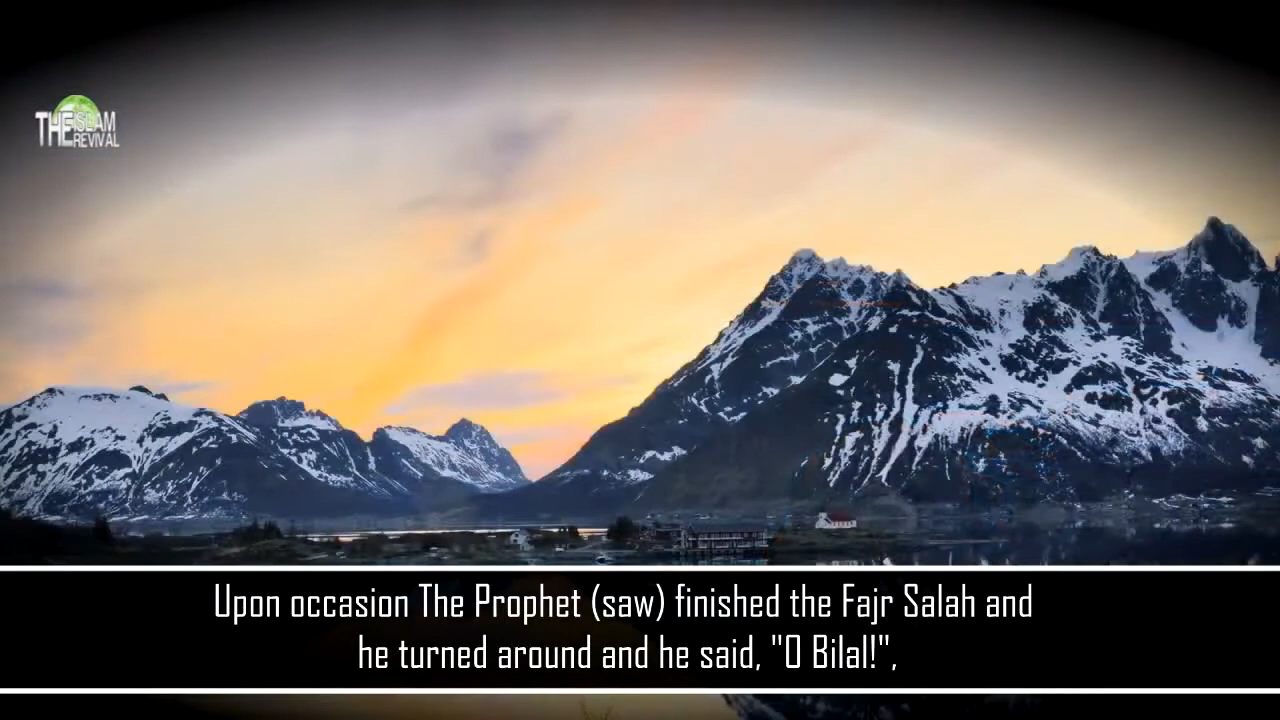 THE ISLAM
REVIVAL
Upon occasion The Prophet (saw) finished the Fajr Salah and
he turned around and he said, "O Bilal!",